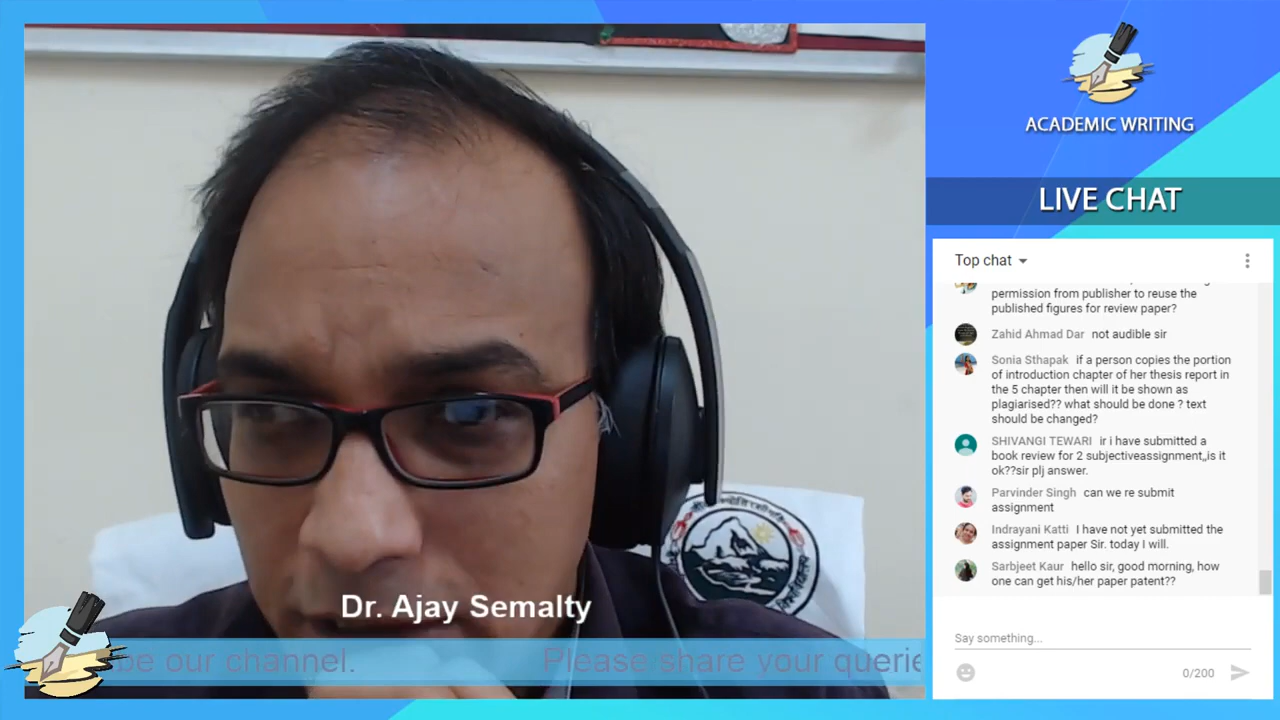 ACADEMIC WRITING
LIVE CHAT
Top chat
permission from publisher to reuse the
published figures for review paper?
Zahid Ahmad Dar not audible sir
Sonia Sthapak if a person copies the portion
of introduction chapter of her thesis report in
the 5 chapter then will it be shown as
plagiarised?? what should be done ? text
should be changed?
SHIVANGI TEWARI ir i have submitted a
book review for 2 subjectiveassignment,,is it
ok??sir plj answer.
Parvinder Singh can we re submit
assignment
Indrayani Katti I have not yet submitted the
assignment paper Sir. today I will.
Sarbjeet Kaur hello sir, good morning, how
one can get his/her paper patent??
Say something...
0/200
Dr. Ajay Semalty
be our channel. Please share your querie